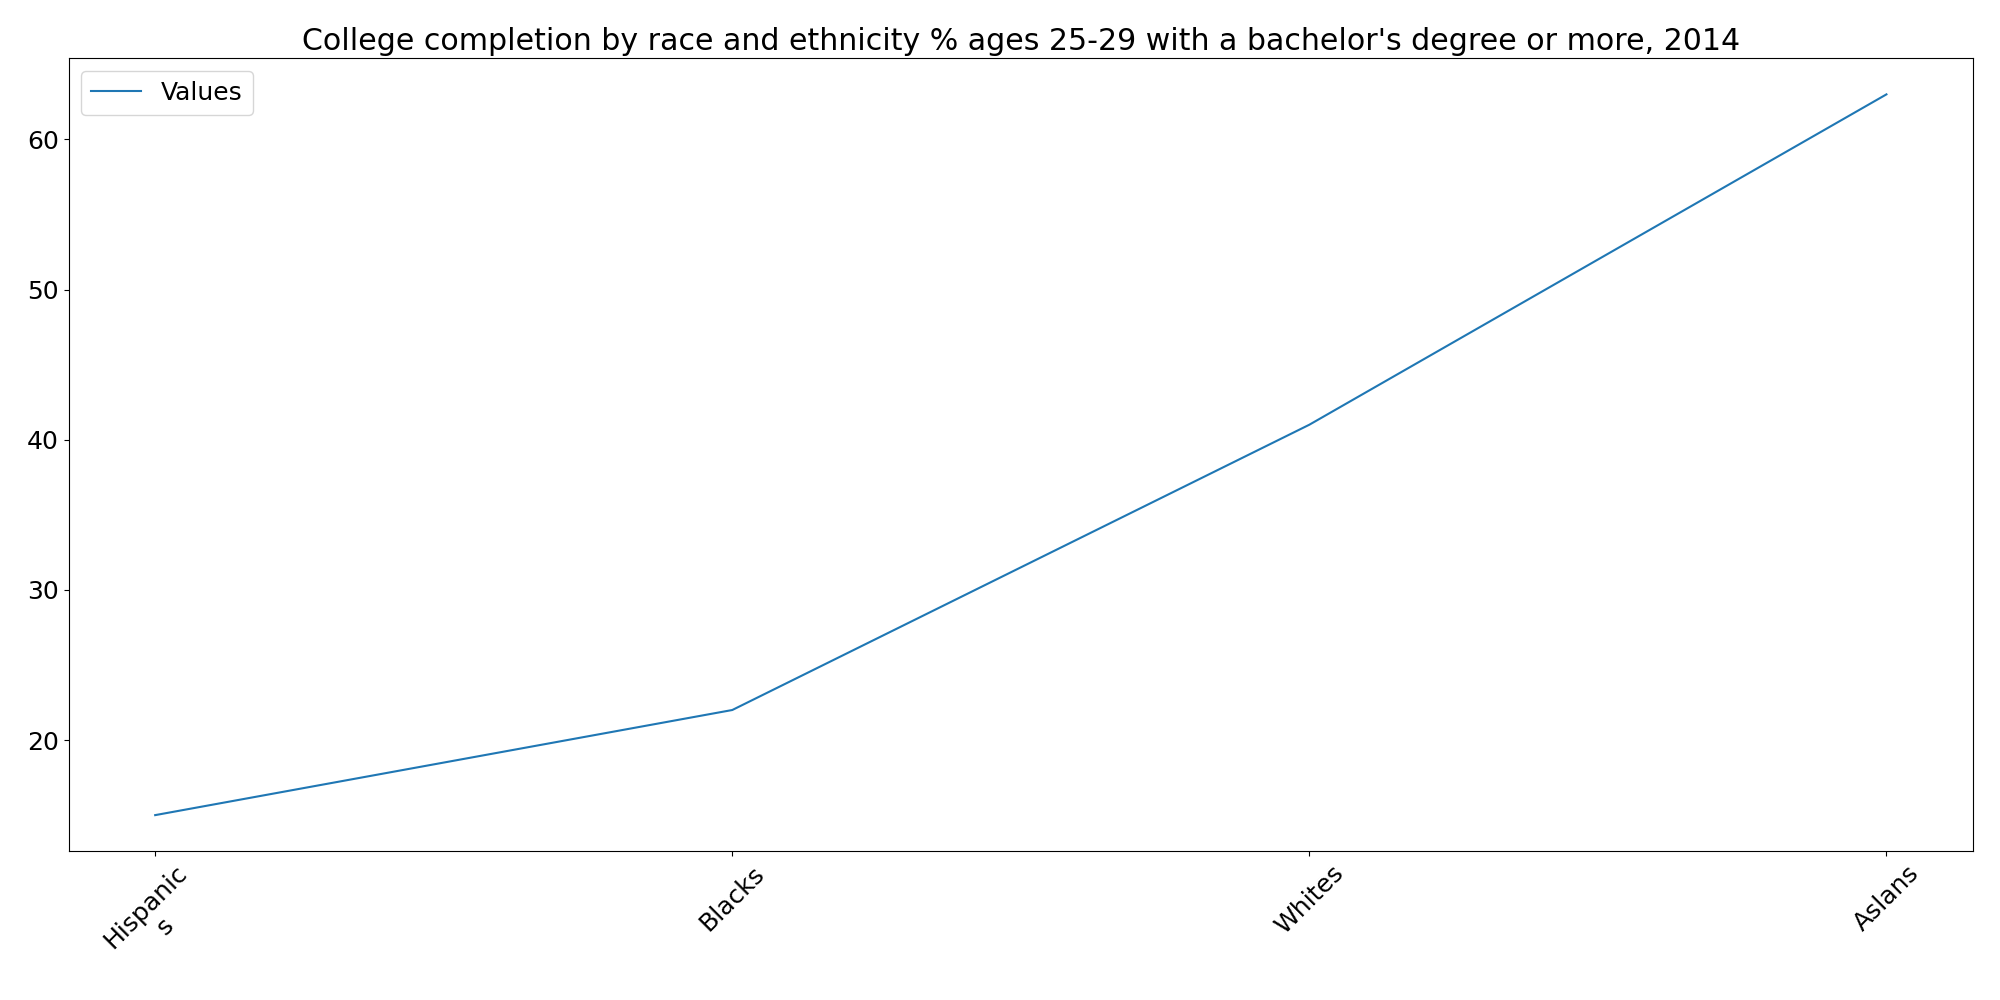 College completion by race and ethnicity % ages 25-29 with a bachelor's degree or more, 2014
Values
60
50
40
30
20
Hispanic
s
Blacks
Whites
Aslans